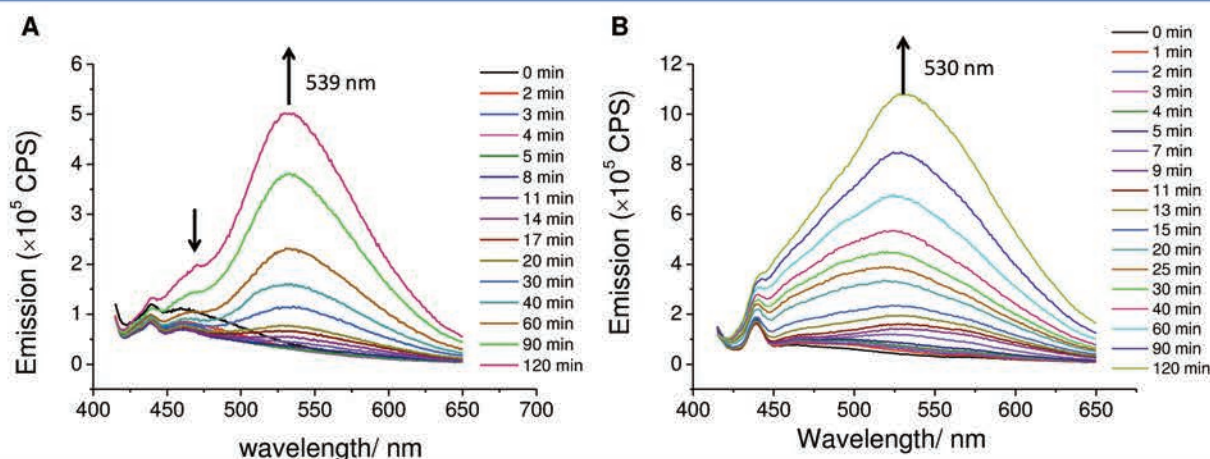 A
Emission (×10⁵ CPS)
6
5
4
3
2
1
0
400
450
500
550
600
650
700
wavelength/ nm
539 nm
0 min
2 min
3 min
4 min
5 min
8 min
11 min
14 min
17 min
20 min
30 min
40 min
60 min
90 min
120 min
B
Emission (×10⁵ CPS)
12
10
8
6
4
2
0
400
450
500
550
600
650
Wavelength/ nm
530 nm
0 min
1 min
2 min
3 min
4 min
5 min
7 min
9 min
11 min
13 min
15 min
20 min
25 min
30 min
40 min
60 min
90 min
120 min